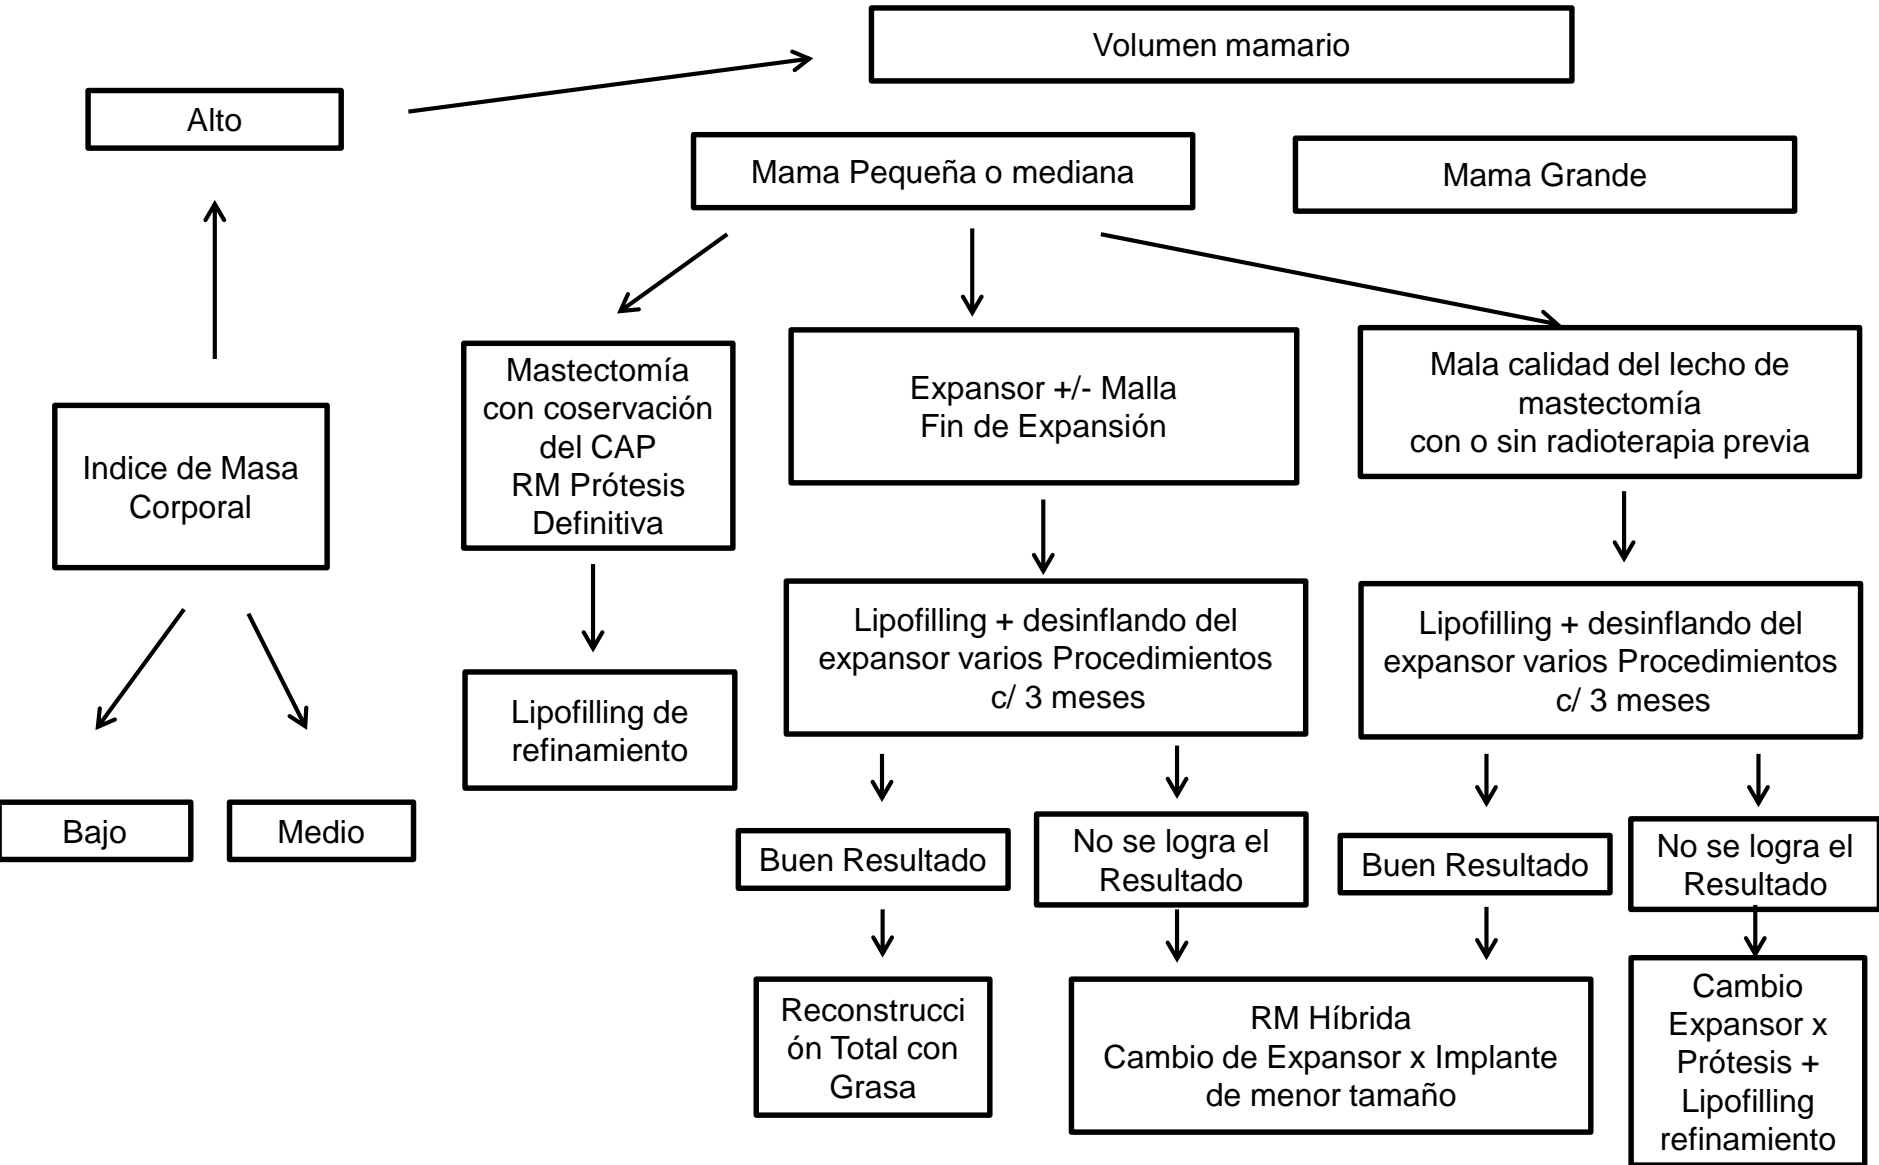 Volumen mamario
Alto
Mama Pequeña o mediana
Mama Grande
Indice de Masa
Corporal
Bajo
Medio
Mastectomía
con coservación
del CAP
RM Prótesis
Definitiva
Lipofilling de
refinamiento
Expansor +/- Malla
Fin de Expansión
Lipofilling + desinflando del
expansor varios Procedimientos
c/ 3 meses
Buen Resultado
No se logra el
Resultado
Reconstrucci
ón Total con
Grasa
RM Híbrida
Cambio de Expansor x Implante
de menor tamaño
Mala calidad del lecho de
mastectomía
con o sin radioterapia previa
Lipofilling + desinflando del
expansor varios Procedimientos
c/ 3 meses
Buen Resultado
No se logra el
Resultado
Cambio
Expansor x
Prótesis +
Lipofilling
refinamiento